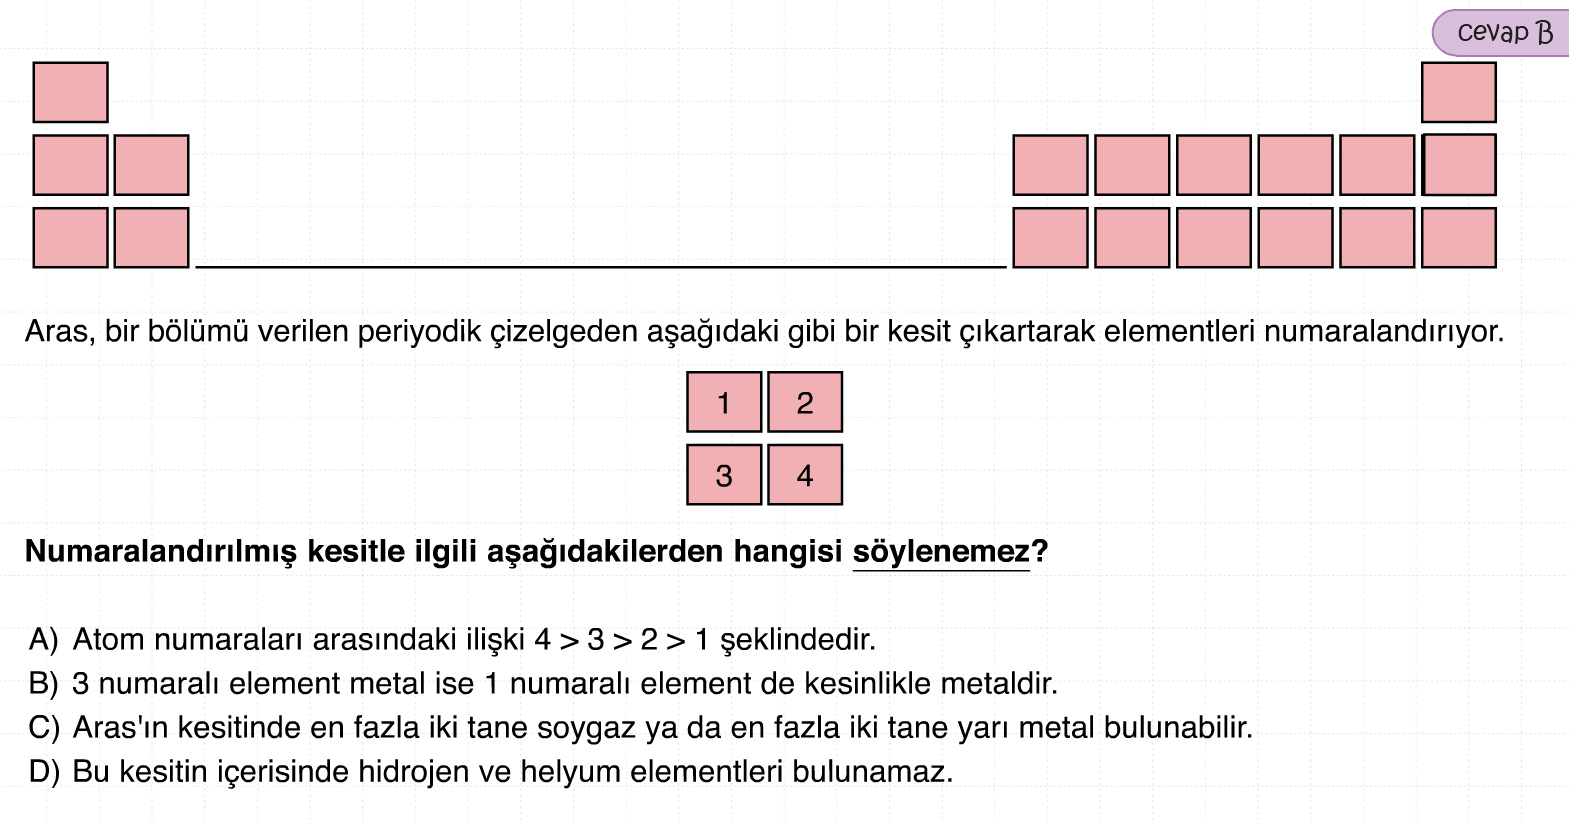 cevap B
Aras, bir bölümü verilen periyodik çizelgeden aşağıdaki gibi bir kesit çıkartarak elementleri numaralandırıyor.
1 2
3 4
Numaralandırılmış kesitle ilgili aşağıdakilerden hangisi söylenemez?
A) Atom numaraları arasındaki ilişki 4 > 3 > 2 > 1 şeklindedir.
B) 3 numaralı element metal ise 1 numaralı element de kesinlikle metaldir.
C) Aras'ın kesitinde en fazla iki tane soygaz ya da en fazla iki tane yarı metal bulunabilir.
D) Bu kesitin içerisinde hidrojen ve helyum elementleri bulunamaz.